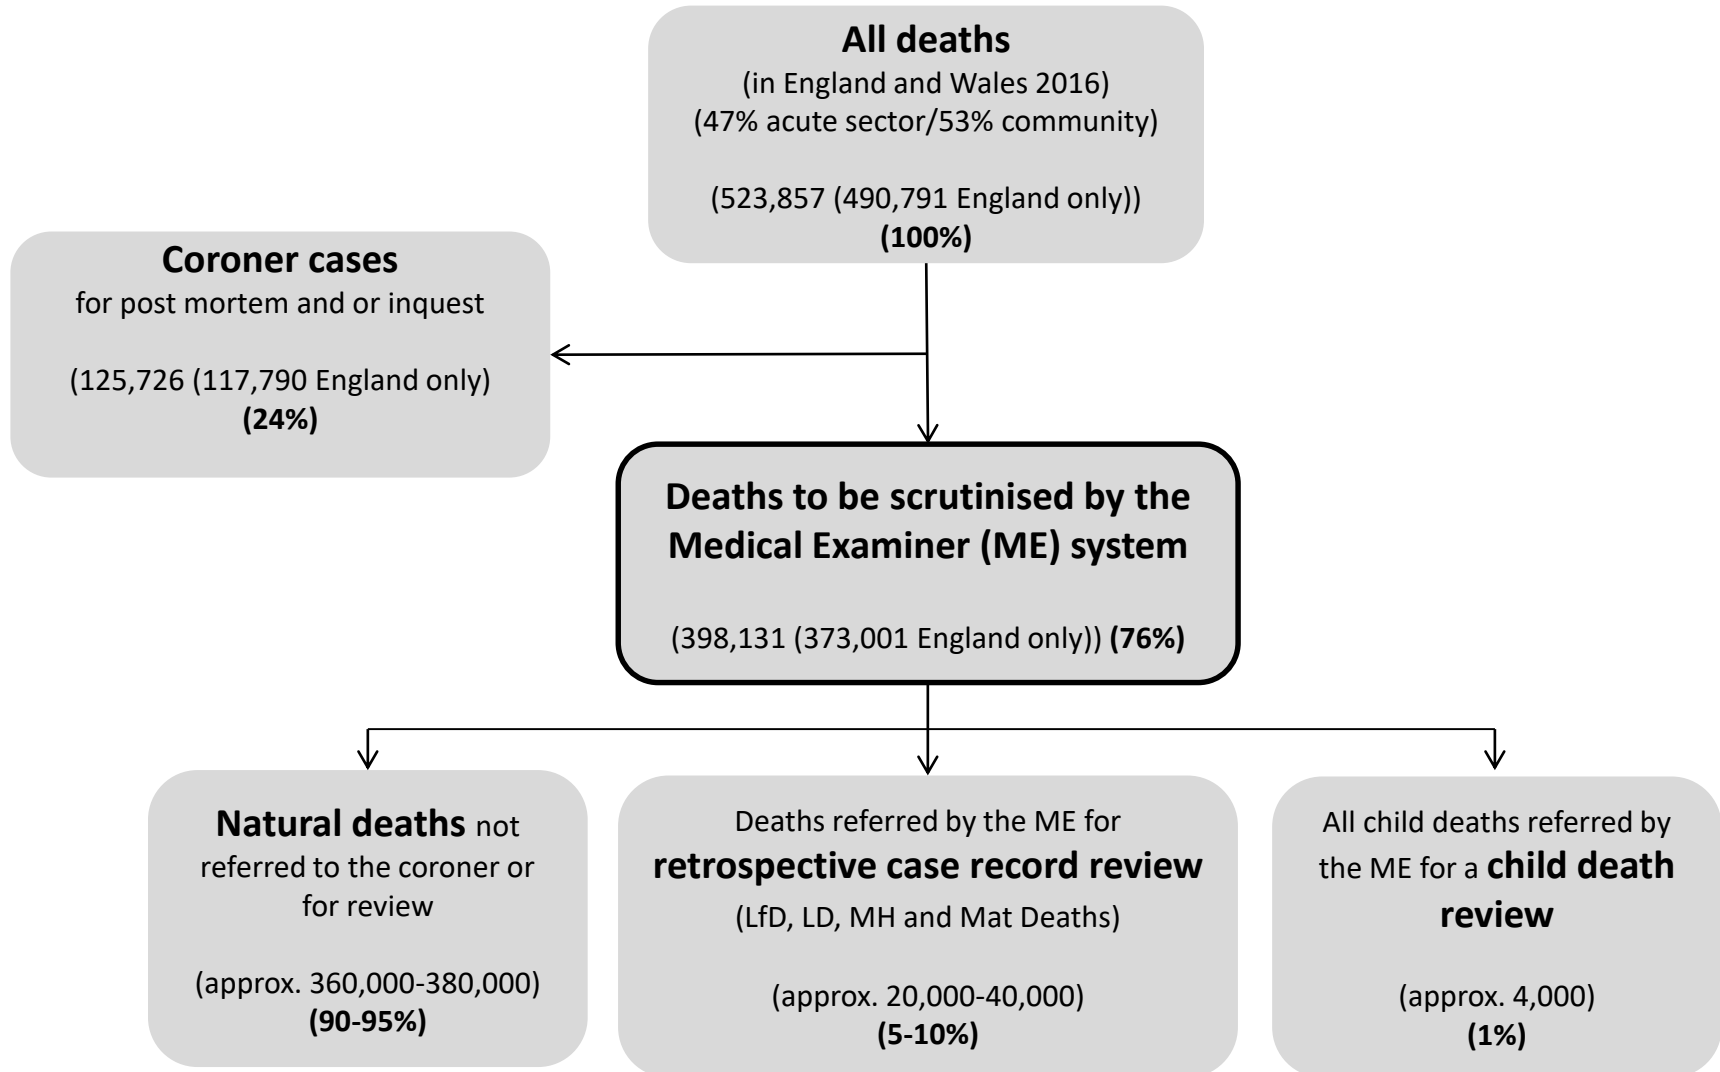 All deaths
(in England and Wales 2016)
(47% acute sector/53% community)
(523,857 (490,791 England only))
(100%)
Coroner cases
for post mortem and or inquest
(125,726 (117,790 England only)
(24%)
Deaths to be scrutinised by the
Medical Examiner (ME) system
(398,131 (373,001 England only)) (76%)
Natural deaths not
referred to the coroner or
for review
(approx. 360,000-380,000)
(90-95%)
Deaths referred by the ME for
retrospective case record review
(LfD, LD, MH and Mat Deaths)
(approx. 20,000-40,000)
(5-10%)
All child deaths referred by
the ME for a child death
review
(approx. 4,000)
(1%)